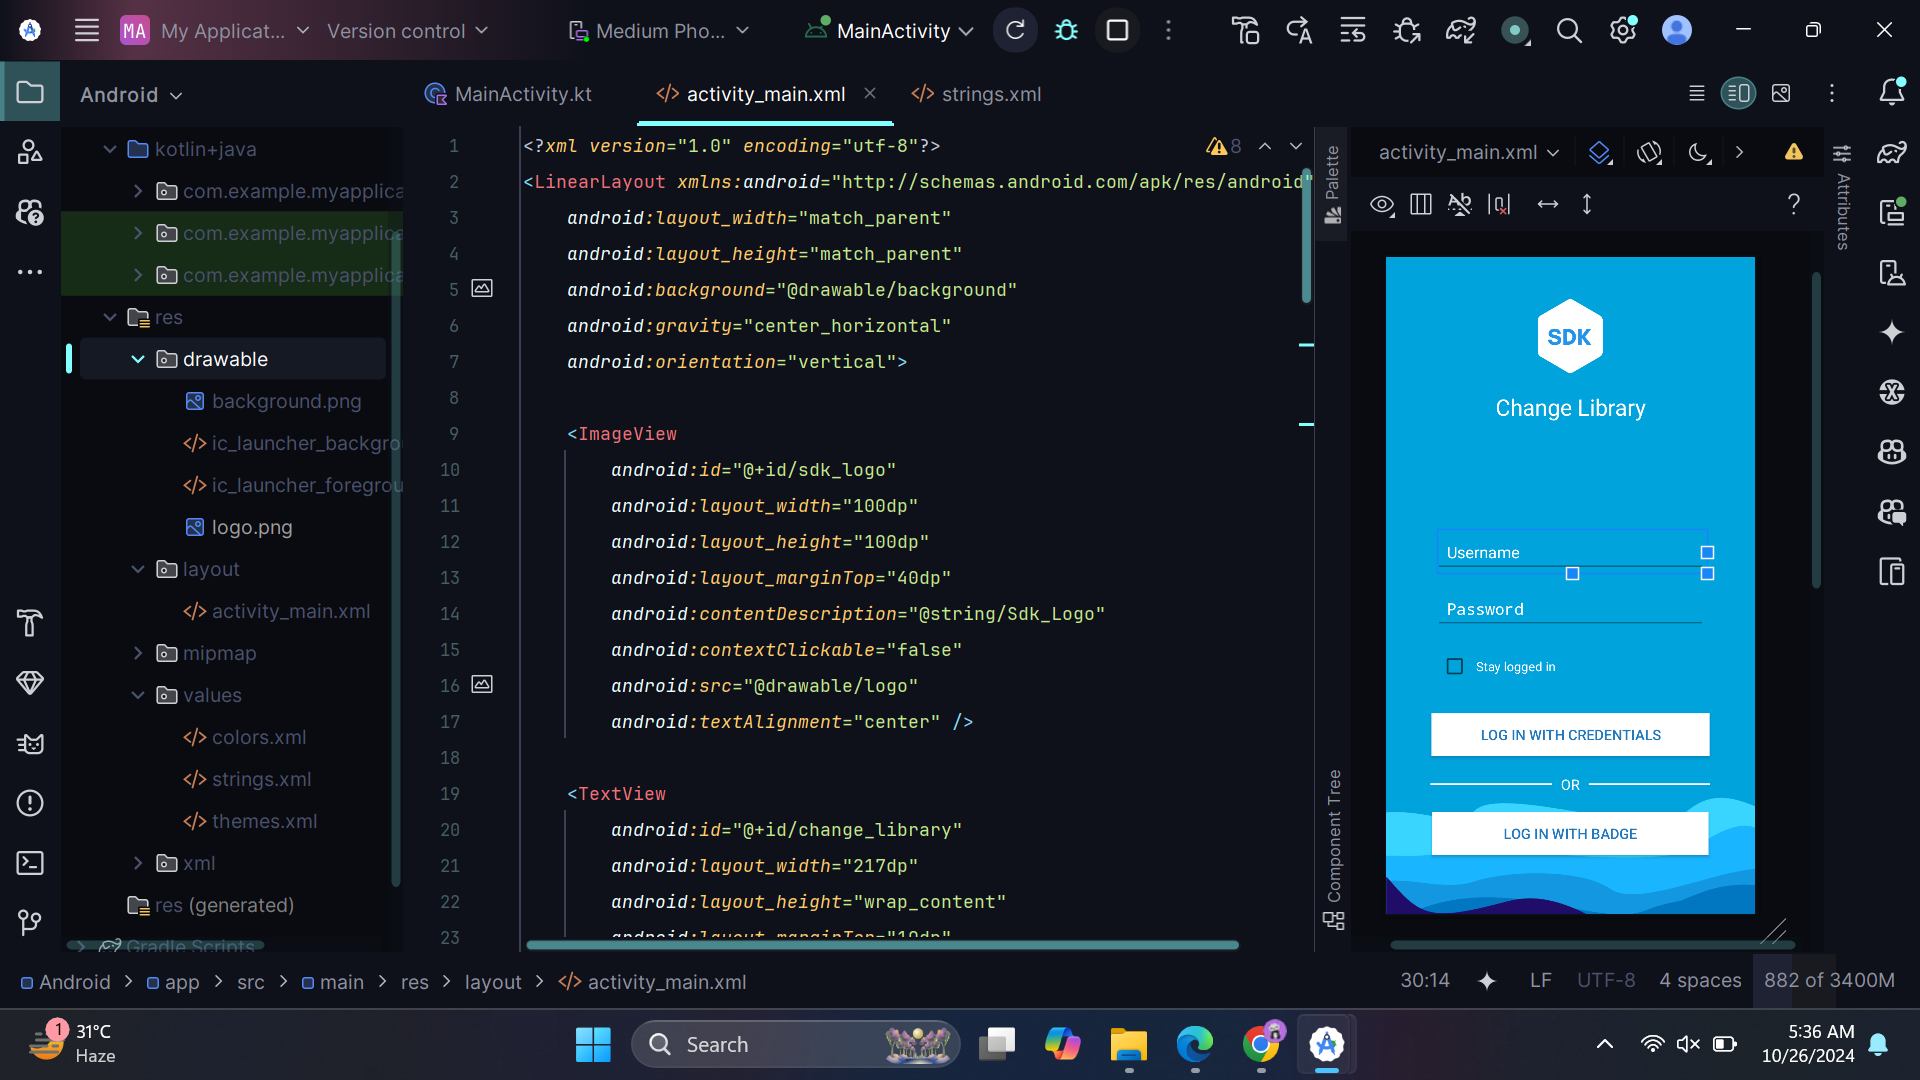 MA My Applicat... Version control Medium Pho... MainActivity
Android
MainActivity.kt activity_main.xml strings.xml
kotlin+java
com.example.myapplica
com.example.myapplica
com.example.myapplica
res
drawable
background.png
ic_launcher_backgro
ic_launcher_foregrou
logo.png
layout
activity_main.xml
mipmap
values
colors.xml
strings.xml
themes.xml
xml
res (generated)
Gradle Scripts
1 <?xml version="1.0" encoding="utf-8"?>
8
2 <LinearLayout xmlns:android="http://schemas.android.com/apk/res/android"
3 android:layout_width="match_parent"
4 android:layout_height="match_parent"
5 android:background="@drawable/background"
6 android:gravity="center_horizontal"
7 android:orientation="vertical">
8
9 <ImageView
10 android:id="@+id/sdk_logo"
11 android:layout_width="100dp"
12 android:layout_height="100dp"
13 android:layout_marginTop="40dp"
14 android:contentDescription="@string/Sdk_Logo"
15 android:contextClickable="false"
16 android:src="@drawable/logo"
17 android:textAlignment="center" />
18
19 <TextView
20 android:id="@+id/change_library"
21 android:layout_width="217dp"
22 android:layout_height="wrap_content"
23 android:layout_marginTop="10dp"
Palette
Component Tree
activity_main.xml
?
Attributes
SDK
Change Library
Username
Password
Stay logged in
LOG IN WITH CREDENTIALS
OR
LOG IN WITH BADGE
Android > app > src > main > res > layout > activity_main.xml
30:14 LF UTF-8 4 spaces 882 of 3400M
1
31°C
Haze
Search
5:36 AM
10/26/2024